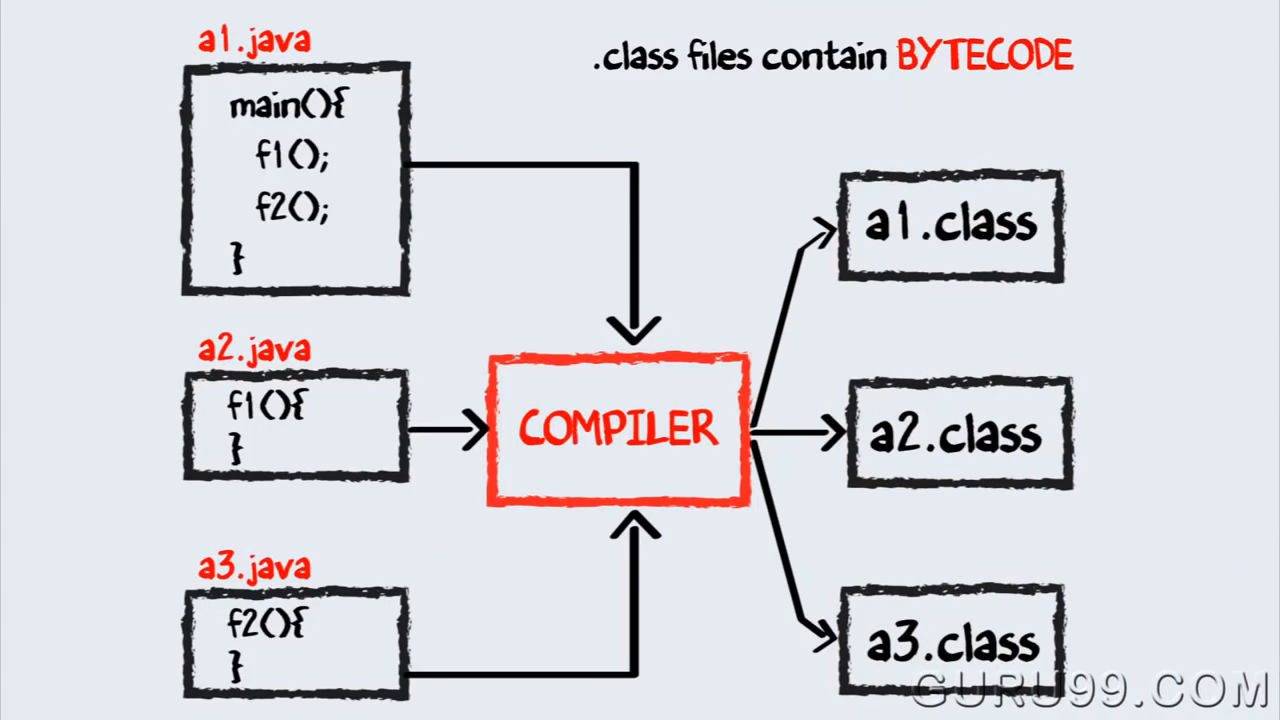 a1.java
main(){
f1();
f2();
}
.class files contain BYTECODE
a2.java
f1(){
}
a3.java
f2(){
}
COMPILER
a1.class
a2.class
a3.class
GURU99.COM